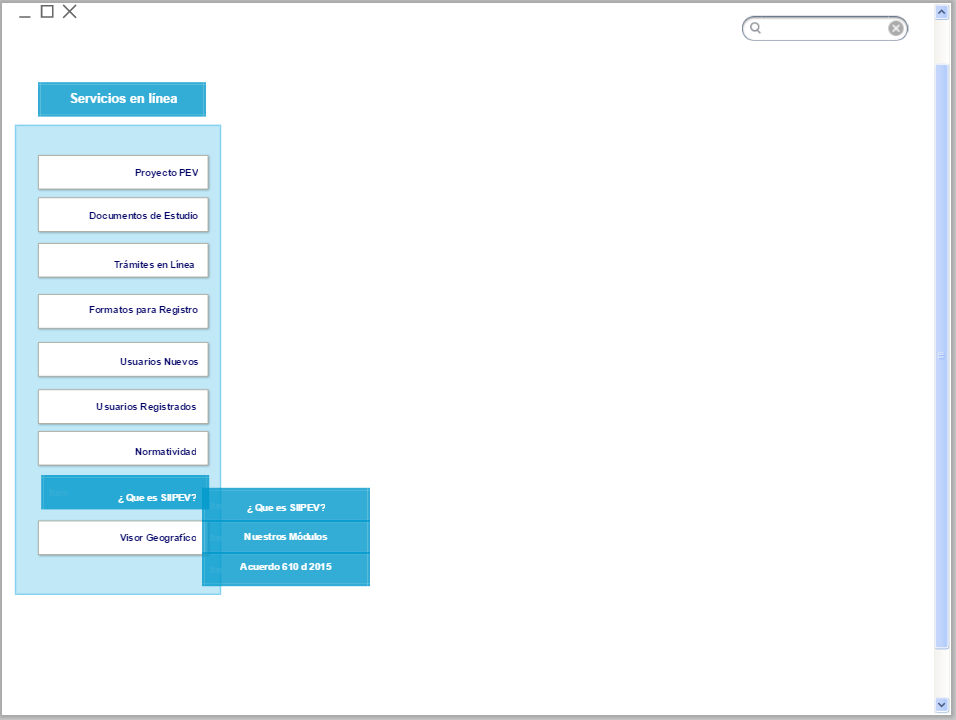 Servicios en línea
Proyecto PEV
Documentos de Estudio
Trámites en Línea
Formatos para Registro
Usuarios Nuevos
Usuarios Registrados
Normatividad
¿ Que es SIIPEV?
¿ Que es SIIPEV?
Nuestros Módulos
Visor Geografíco
Acuerdo 610 d 2015